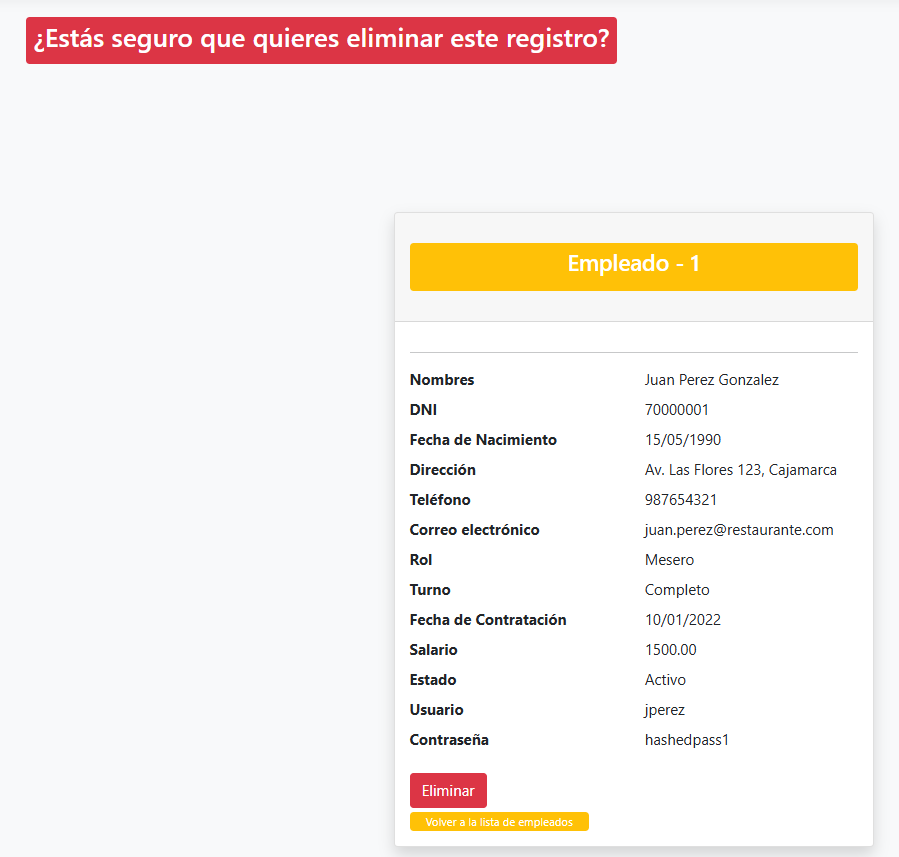 ¿Estás seguro que quieres eliminar este registro?
Empleado - 1
Nombres Juan Perez Gonzalez
DNI 70000001
Fecha de Nacimiento 15/05/1990
Dirección Av. Las Flores 123, Cajamarca
Teléfono 987654321
Correo electrónico juan.perez@restaurante.com
Rol Mesero
Turno Completo
Fecha de Contratación 10/01/2022
Salario 1500.00
Estado Activo
Usuario jperez
Contraseña hashedpass1
Eliminar
Volver a la lista de empleados